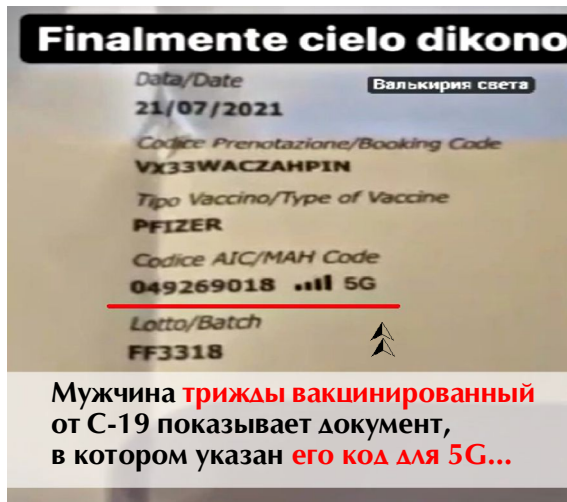 Finalmente cielo dikono
Data/Date
Валькирия света
21/07/2021
Codice Prenotazione/Booking Code
VX33WACZAHPIN
Tipo Vaccino/Type of Vaccine
PFIZER
Codice AIC/MAH Code
049269018 5G
Lotto/Batch
FF3318
Мужчина трижды вакцинированный
от С-19 показывает документ,
в котором указан его код для 5G...